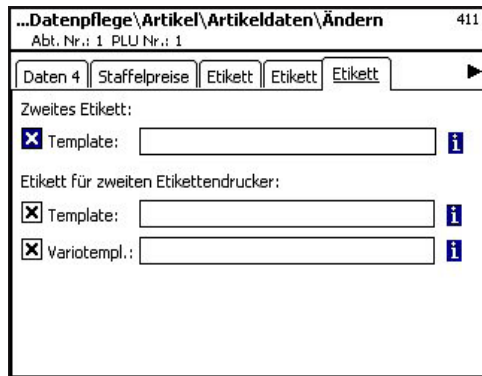 ...Datenpflege\Artikel\Artikeldaten\Ändern 411
Abt. Nr.: 1 PLU Nr.: 1
Daten 4 Staffelpreise Etikett Etikett Etikett
Zweites Etikett:
Template: i
Etikett für zweiten Etikettendrucker:
Template: i
Variotempl.: i